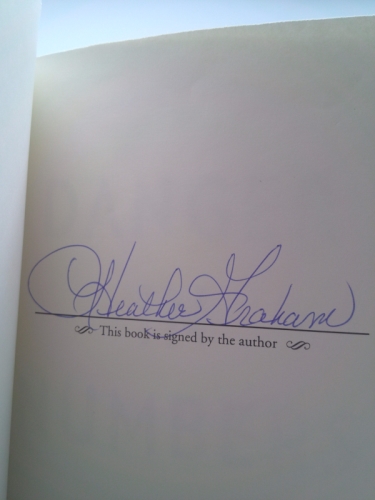 Heather Graham
This book is signed by the author